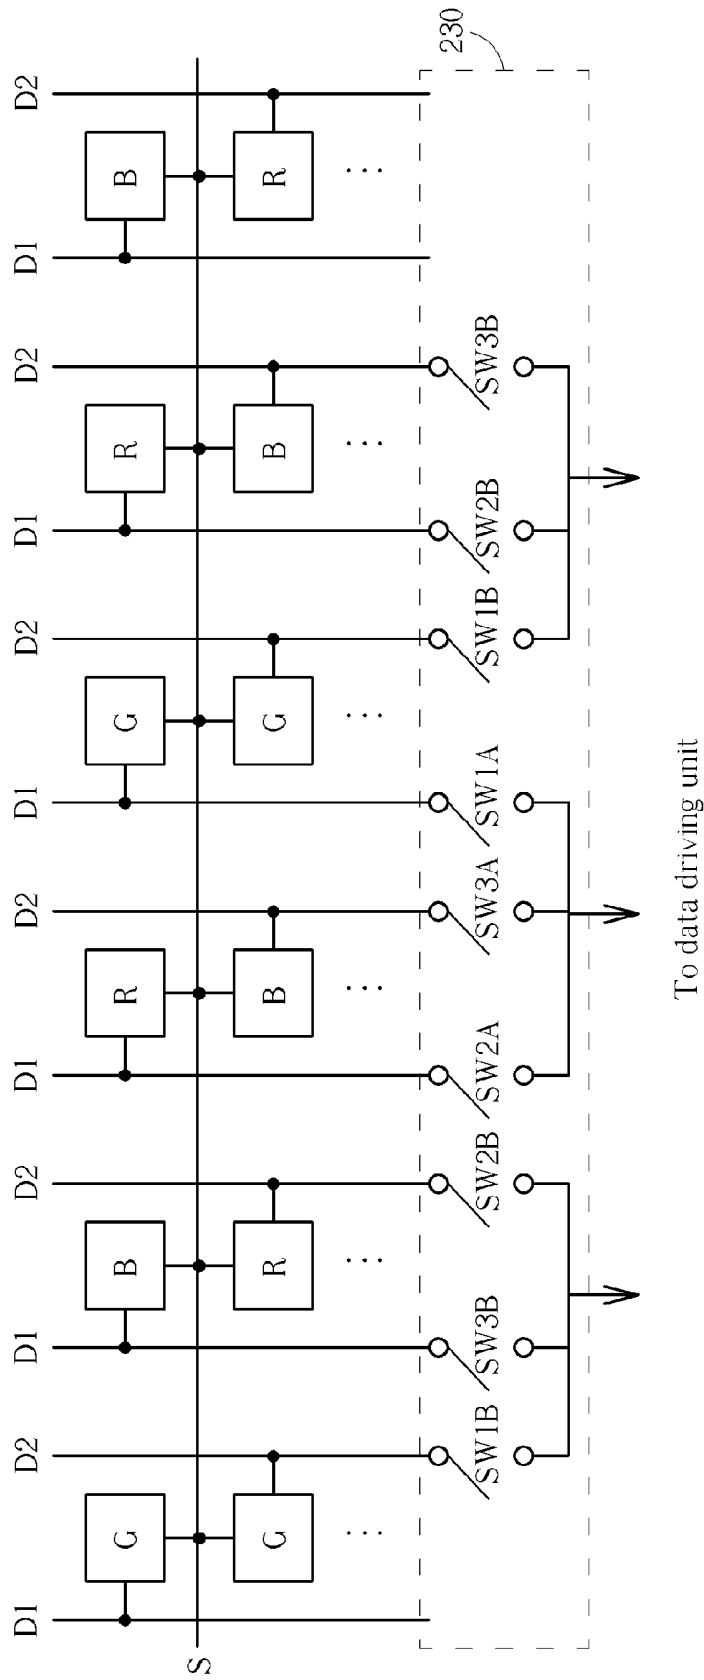 D1 D2 D1 D2 D1 D2 D1 D2 D1 D2 D1 D2
G B R G R B
S
G R B G B R
... ... ... ... ... ...
230
SW1B SW3B SW2B SW2A SW3A SW1A SW1B SW2B SW3B
To data driving unit